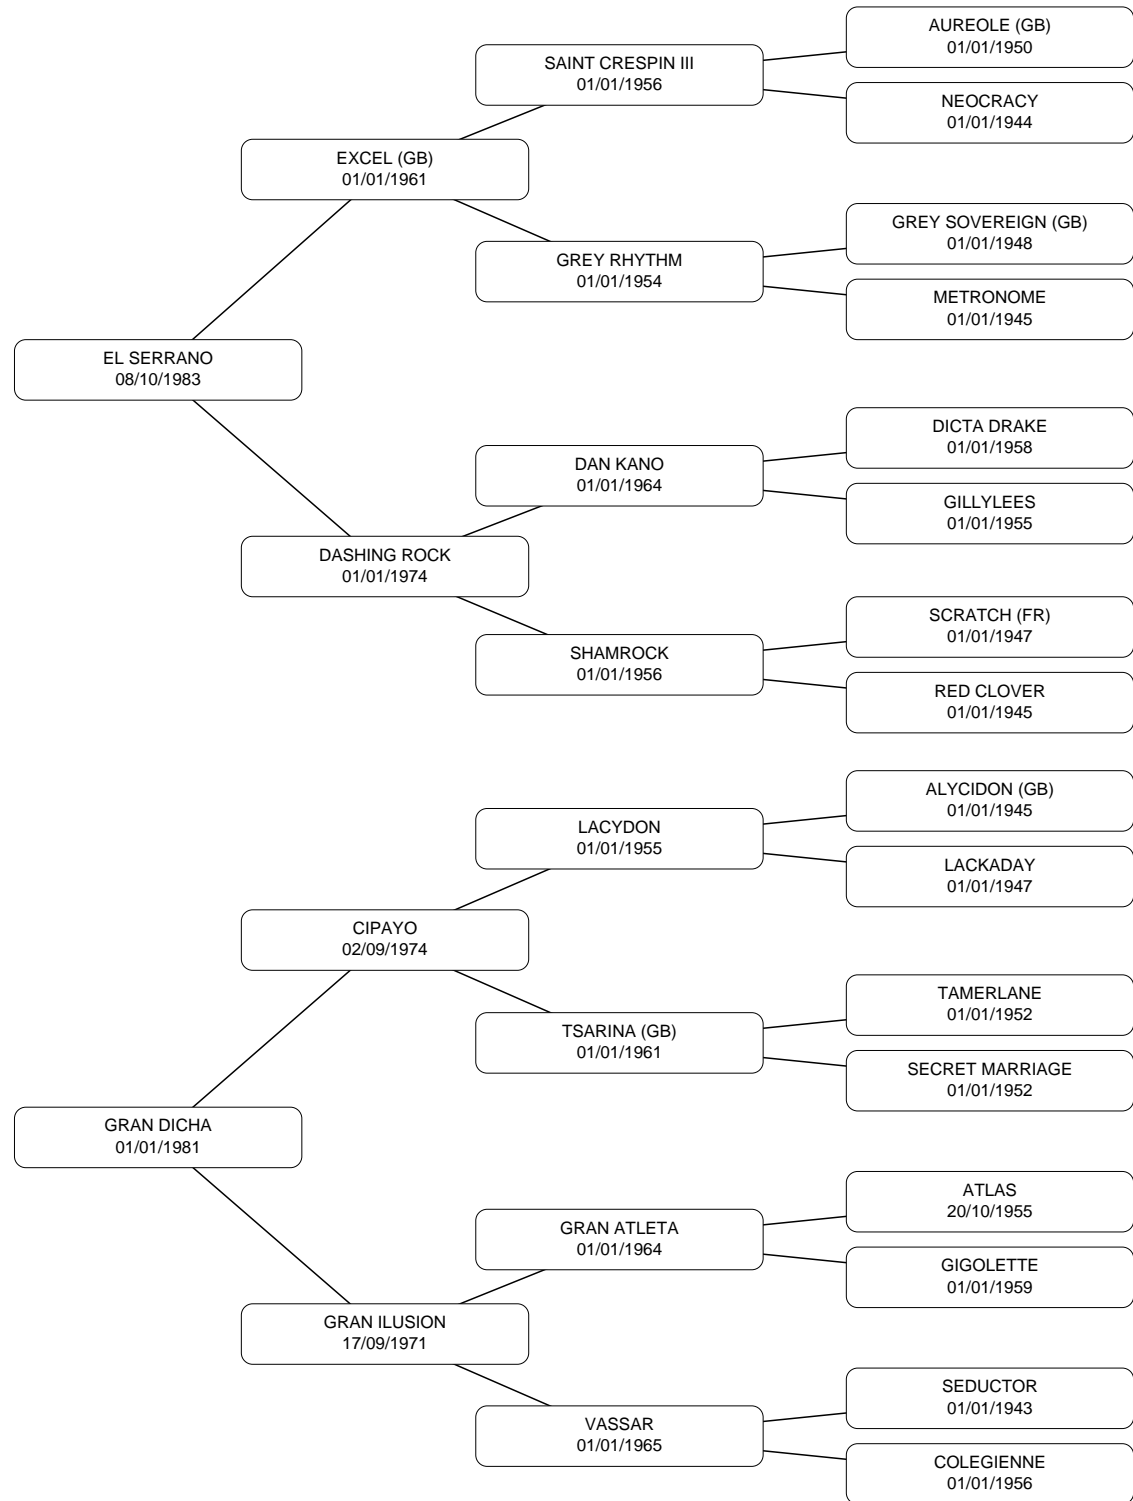 AUREOLE (GB)
01/01/1950
SAINT CRESPIN III
01/01/1956
NEOCRACY
01/01/1944
EXCEL (GB)
01/01/1961
GREY SOVEREIGN (GB)
01/01/1948
GREY RHYTHM
01/01/1954
METRONOME
01/01/1945
EL SERRANO
08/10/1983
DICTA DRAKE
01/01/1958
DAN KANO
01/01/1964
GILLYLEES
01/01/1955
DASHING ROCK
01/01/1974
SCRATCH (FR)
01/01/1947
SHAMROCK
01/01/1956
RED CLOVER
01/01/1945
ALYCIDON (GB)
01/01/1945
LACYDON
01/01/1955
LACKADAY
01/01/1947
CIPAYO
02/09/1974
TAMERLANE
01/01/1952
TSARINA (GB)
01/01/1961
SECRET MARRIAGE
01/01/1952
GRAN DICHA
01/01/1981
ATLAS
20/10/1955
GRAN ATLETA
01/01/1964
GIGOLETTE
01/01/1959
GRAN ILUSION
17/09/1971
SEDUCTOR
01/01/1943
VASSAR
01/01/1965
COLEGIENNE
01/01/1956